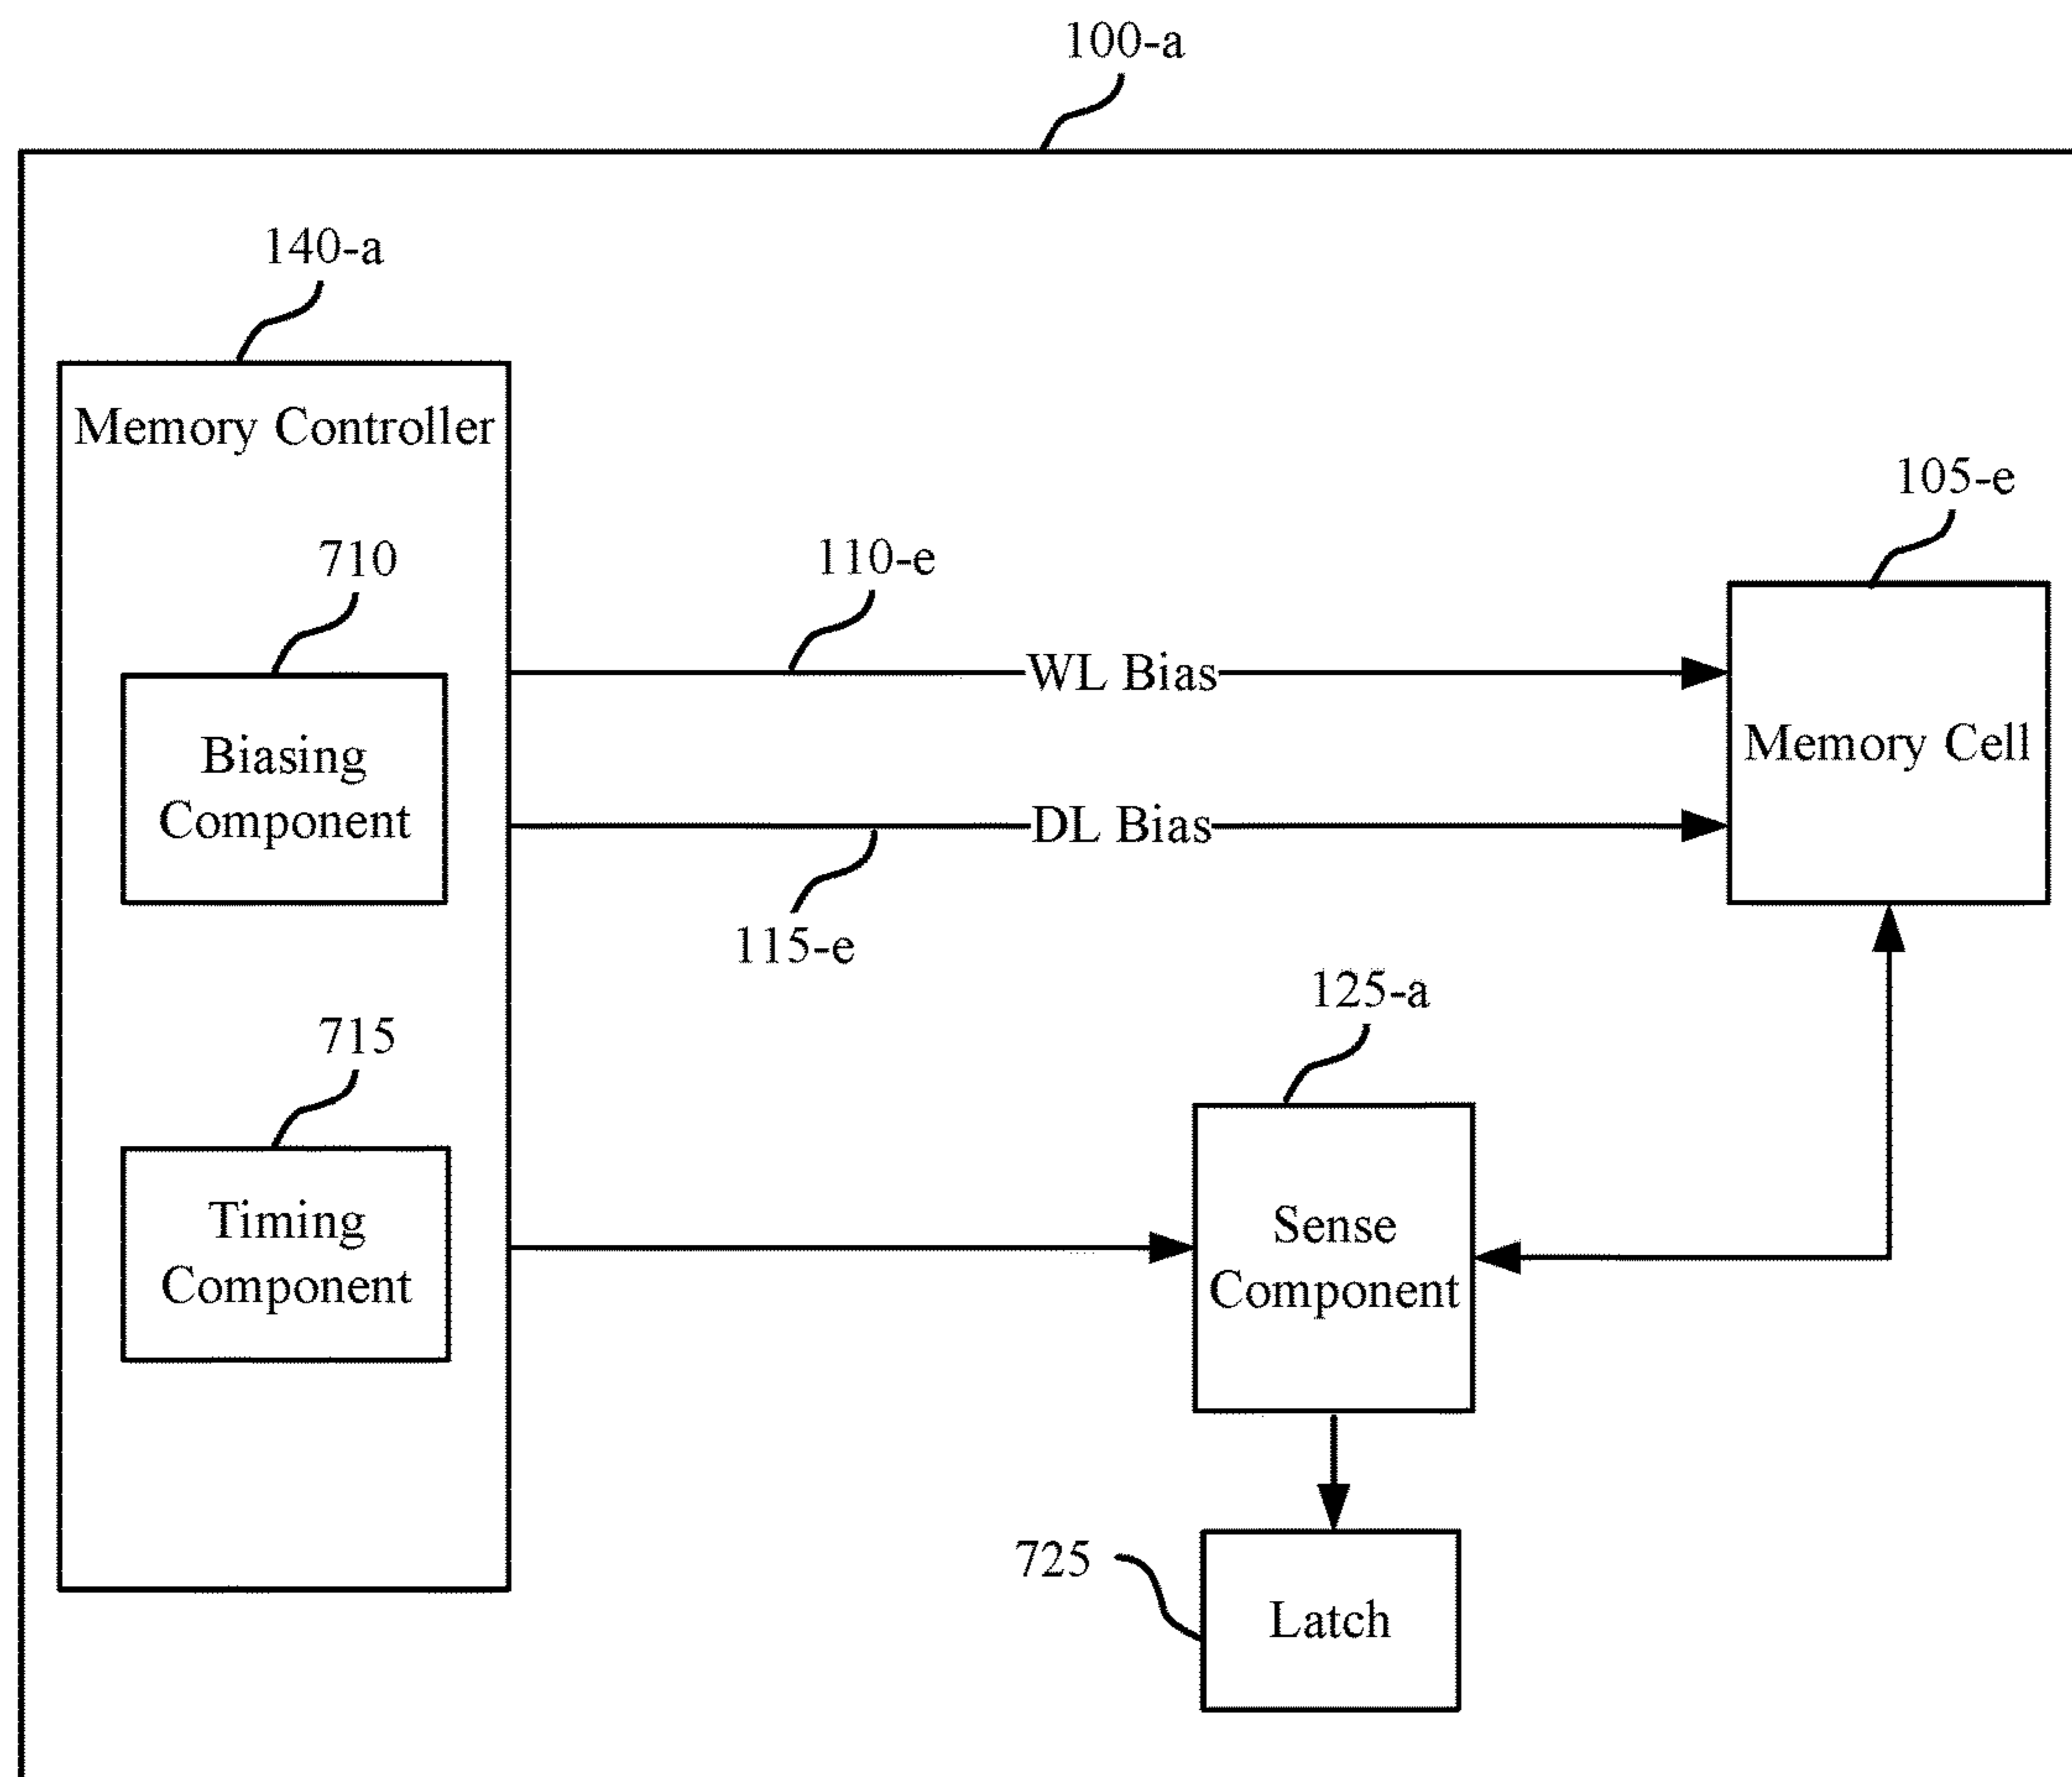 100-a
140-a
Memory Controller
105-e
710
110-e
WL Bias
Memory Cell
Biasing
Component
DL Bias
115-e
125-a
715
Timing
Component
Sense
Component
725
Latch